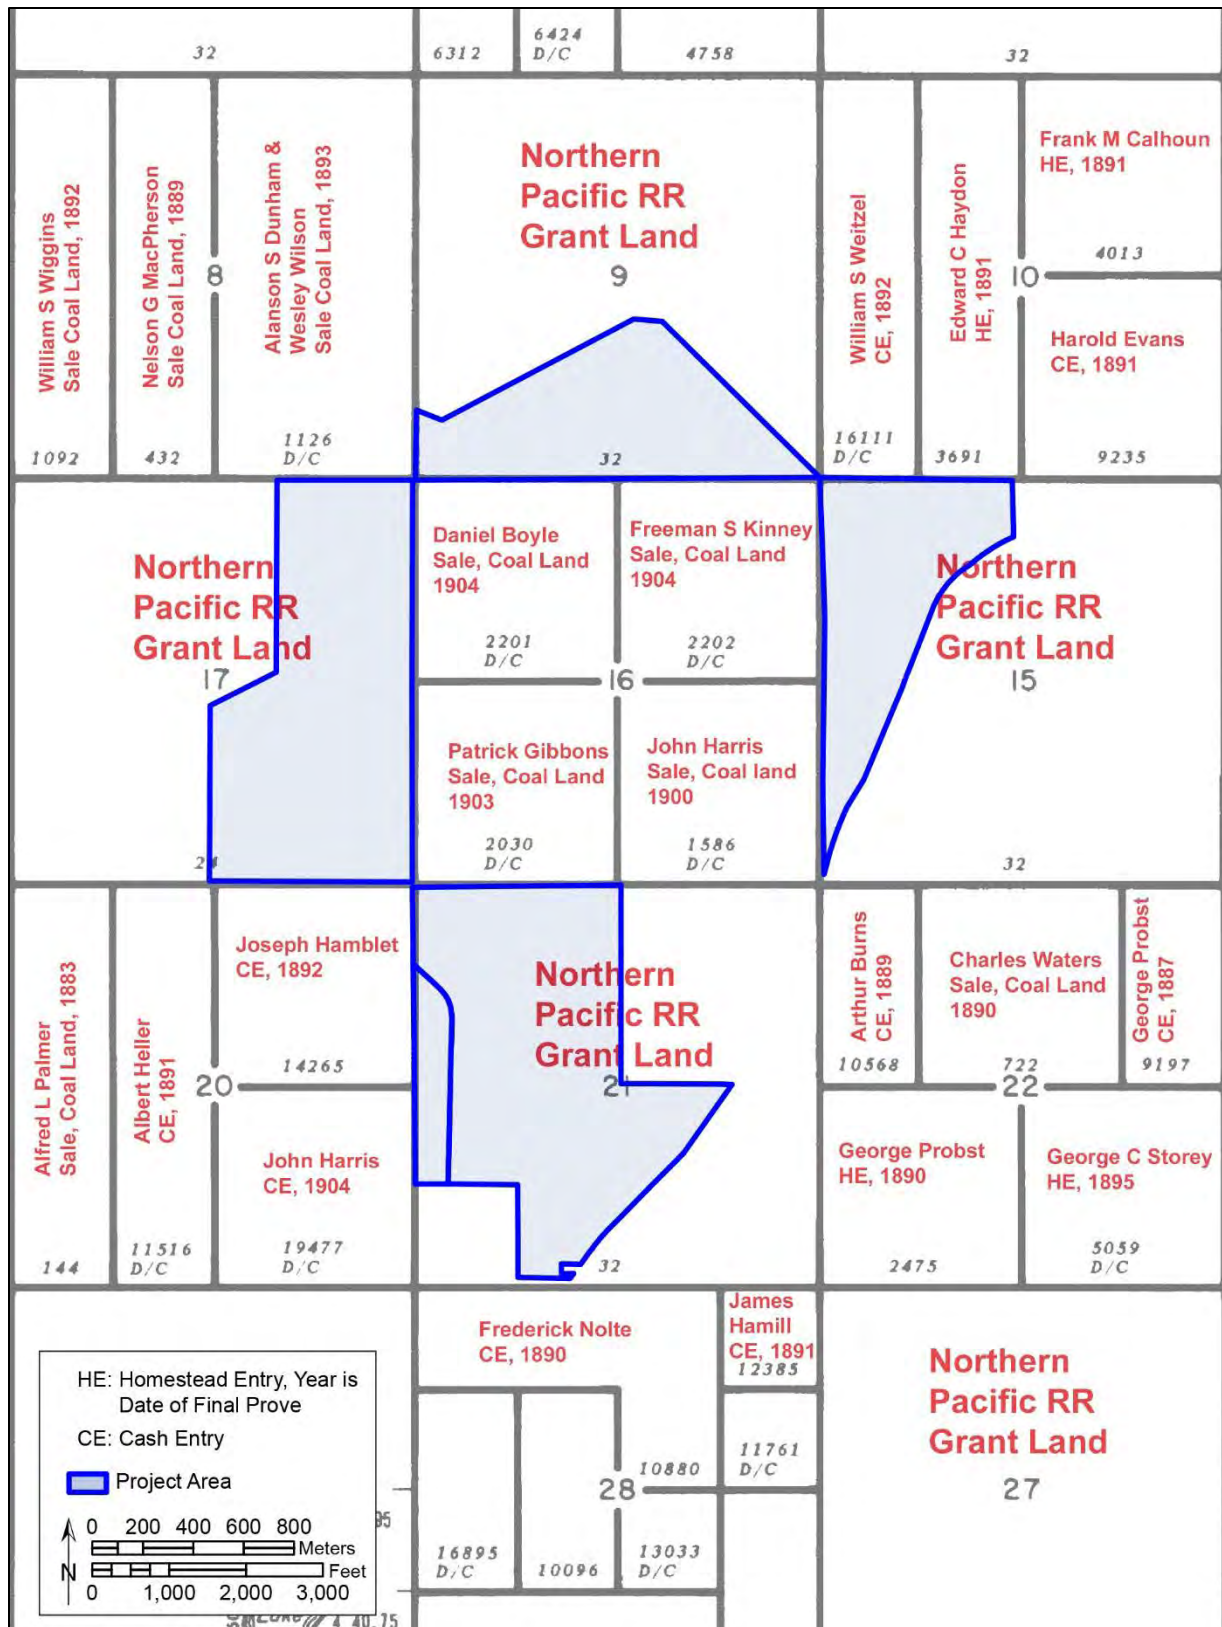 32
6312
6424
D/C
4758
32
William S Wiggins
Sale Coal Land, 1892
1092
Nelson G MacPherson
Sale Coal Land, 1889
432
8
Alanson S Dunham &
Wesley Wilson
Sale Coal Land, 1893
1126
D/C
Northern
Pacific RR
Grant Land
9
32
William S Weitzel
CE, 1892
16111
D/C
Edward C Haydon
HE, 1891
3691
10
Frank M Calhoun
HE, 1891
4013
Harold Evans
CE, 1891
9235
Northern
Pacific RR
Grant Land
17
Daniel Boyle
Sale, Coal Land
1904
2201
D/C
Freeman S Kinney
Sale, Coal Land
1904
2202
D/C
16
Patrick Gibbons
Sale, Coal Land
1903
2030
D/C
John Harris
Sale, Coal land
1900
1586
D/C
Northern
Pacific RR
Grant Land
15
32
Alfred L Palmer
Sale, Coal Land, 1883
144
Albert Heller
CE, 1891
11516
D/C
20
Joseph Hamblet
CE, 1892
14265
John Harris
CE, 1904
19477
D/C
Northern
Pacific RR
Grant Land
21
32
Arthur Burns
CE, 1889
10568
Charles Waters
Sale, Coal Land
1890
722
George Probst
CE, 1887
9197
22
George Probst
HE, 1890
2475
George C Storey
HE, 1895
5059
D/C
Frederick Nolte
CE, 1890
James
Hamill
CE, 1891
12385
11761
D/C
10880
28
16895
D/C
10096
13033
D/C
Northern
Pacific RR
Grant Land
27
HE: Homestead Entry, Year is
Date of Final Prove
CE: Cash Entry
Project Area
0 200 400 600 800
Meters
Feet
0 1,000 2,000 3,000
N
95
4 40.75